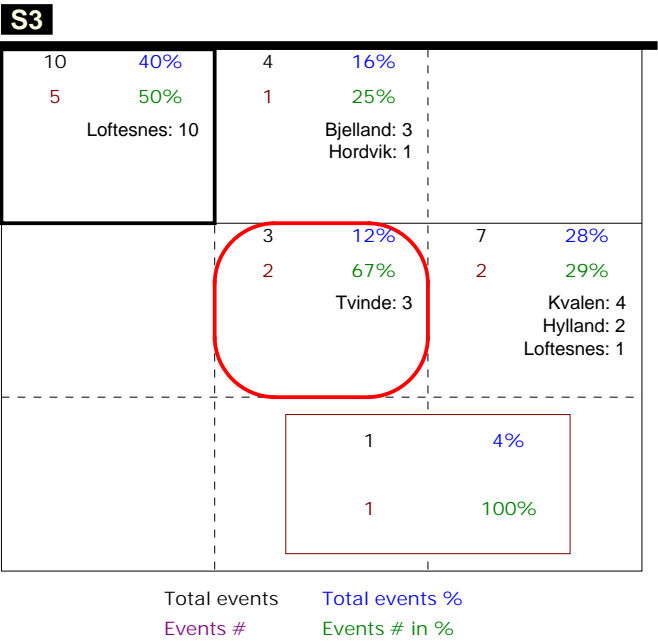 S3
10 40% 4 16%
5 50% 1 25%
Loftesnes: 10 Bjelland: 3
Hordvik: 1
3 12% 7 28%
2 67% 2 29%
Tvinde: 3 Kvalen: 4
Hylland: 2
Loftesnes: 1
1 4%
1 100%
Total events Total events %
Events # Events # in %